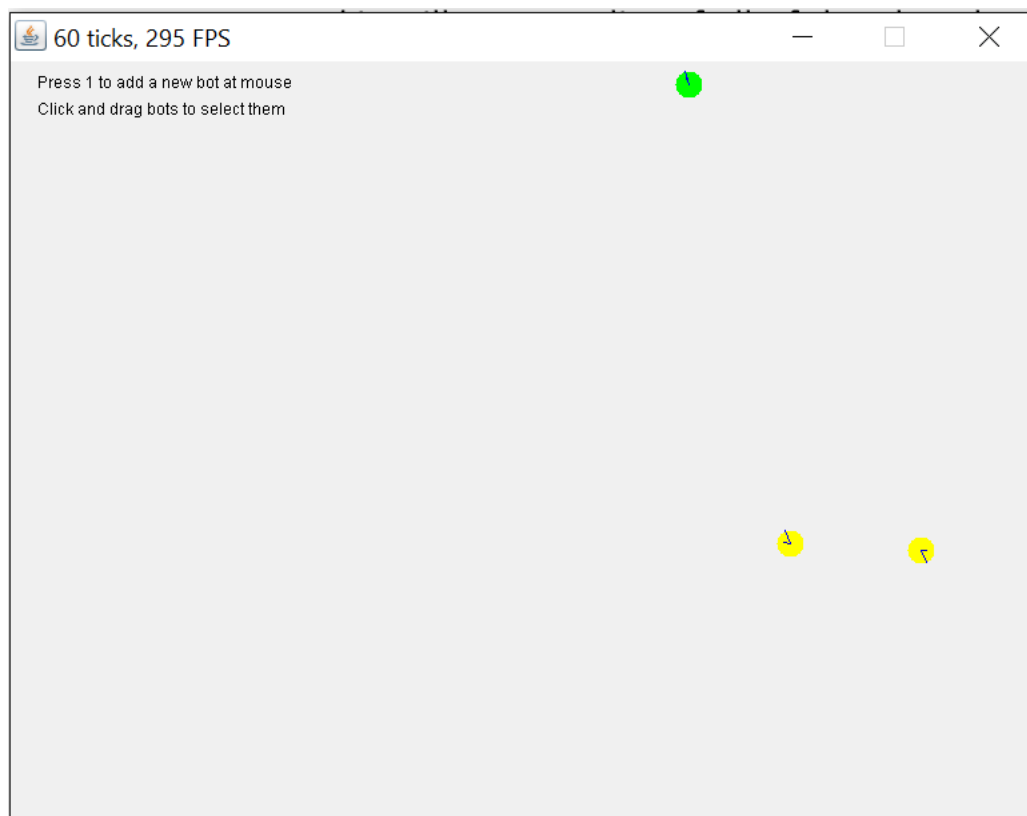 60 ticks, 295 FPS
Press 1 to add a new bot at mouse
Click and drag bots to select them